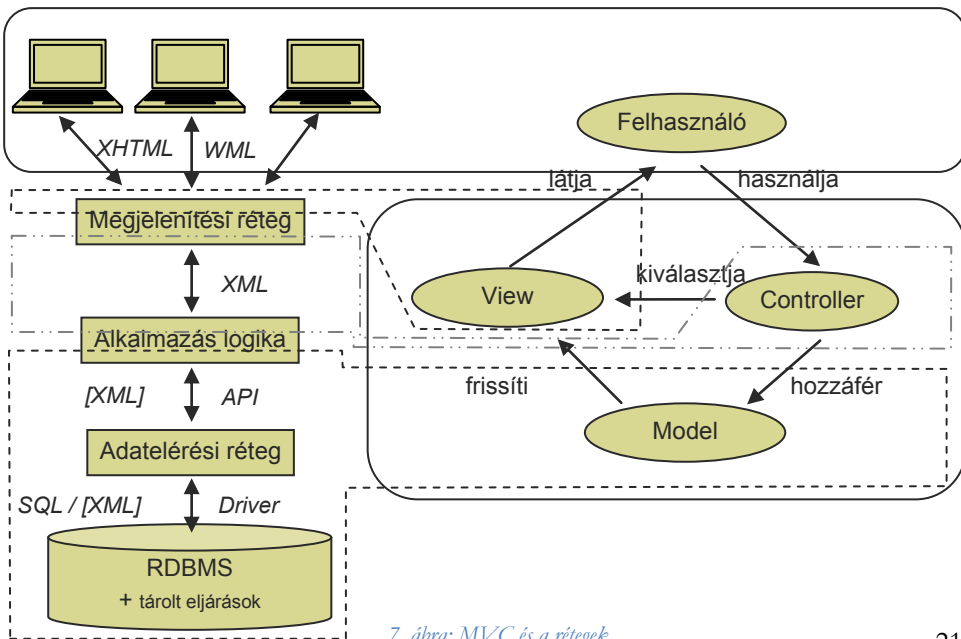 Felhasználó
XHTML
WML
látja
használja
Megjelenítési réteg
XML
kiválasztja
View
Controller
Alkalmazás logika
[XML]
API
frissíti
hozzáfér
Model
Adatelérési réteg
SQL / [XML]
Driver
RDBMS
+ tárolt eljárások
7. ábra: MVC és a rétegek
21